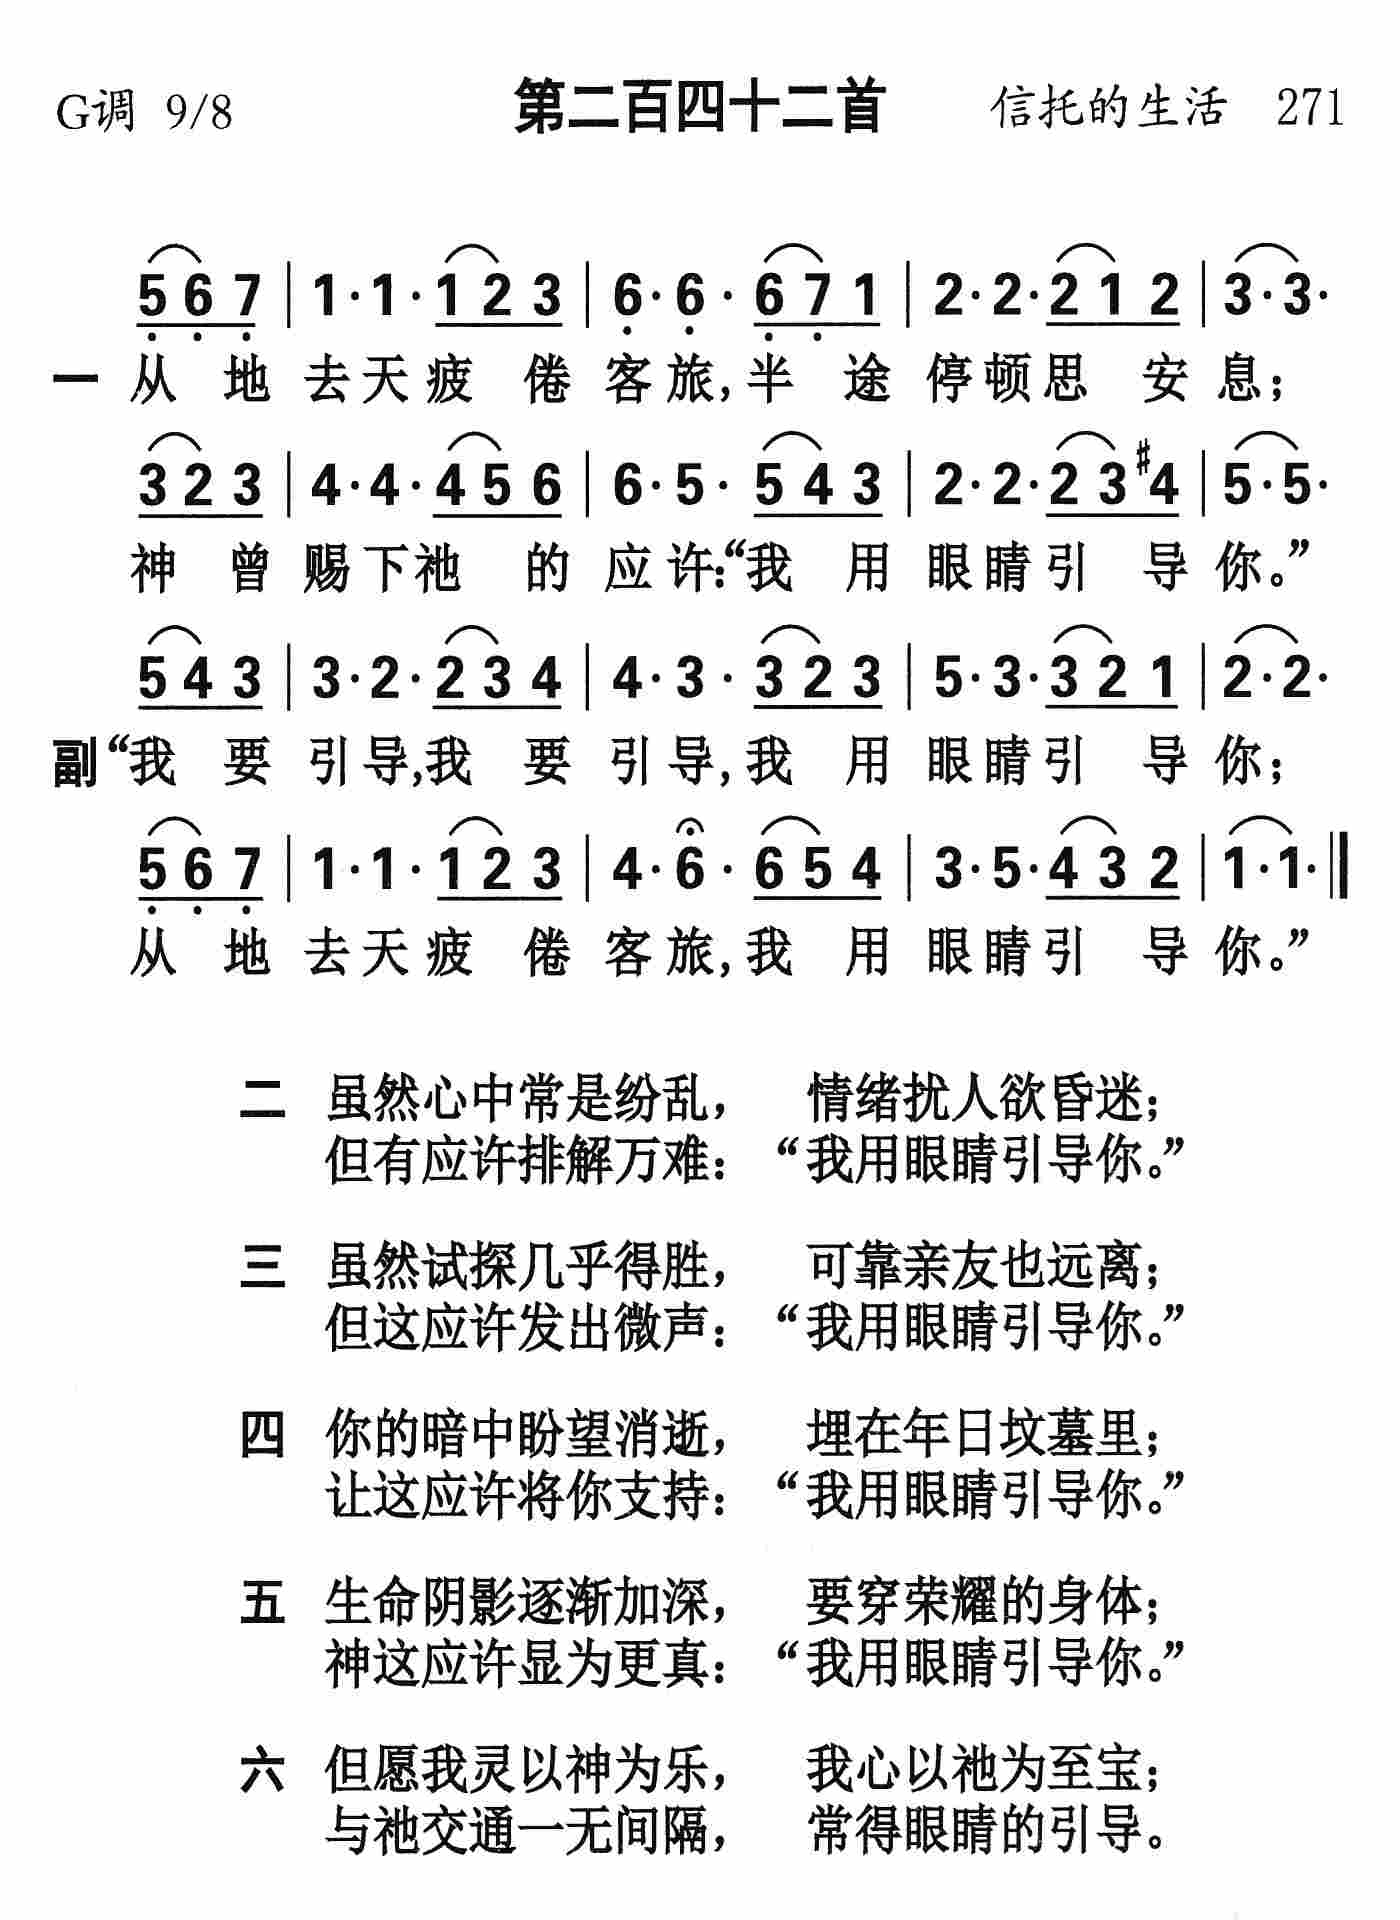 G调 9/8 第二百四十二首 信托的生活 271
5 6 7 | 1·1·1 2 3 | 6·6·6 7 1 | 2·2·2 1 2 | 3·3·
一 从地去天疲倦客旅，半途停顿思安息；
3 2 3 | 4·4·4 5 6 | 6·5·5 4 3 | 2·2·2 3 #4 | 5·5·
神曾赐下祂的应许：“我用眼睛引导你。”
5 4 3 | 3·2·2 3 4 | 4·3·3 2 3 | 5·3·3 2 1 | 2·2·
副 “我要引导，我要引导，我用眼睛引导你；
5 6 7 | 1·1·1 2 3 | 4·6·6 5 4 | 3·5·4 3 2 | 1·1·‖
从地去天疲倦客旅，我用眼睛引导你。”
二 虽然心中常是纷乱， 情绪扰人欲昏迷；
但有应许排解万难： “我用眼睛引导你。”
三 虽然试探几乎得胜， 可靠亲友也远离；
但这应许发出微声： “我用眼睛引导你。”
四 你的暗中盼望消逝， 埋在年日坟墓里；
让这应许将你支持： “我用眼睛引导你。”
五 生命阴影逐渐加深， 要穿荣耀的身体；
神这应许显为更真： “我用眼睛引导你。”
六 但愿我灵以神为乐， 我心以祂为至宝；
与祂交通一无间隔， 常得眼睛的引导。